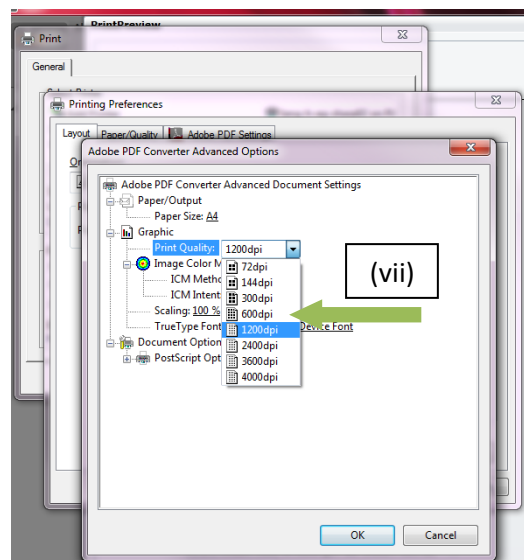 PrintPreview
Print
General
Printing Preferences
Layout
Paper/Quality
Adobe PDF Settings
Adobe PDF Converter Advanced Options
Adobe PDF Converter Advanced Document Settings
Paper/Output
Paper Size: A4
Graphic
Print Quality: 1200dpi
Image Color M
72dpi
(vii)
ICM Metho
144dpi
ICM Intenti
300dpi
Scaling: 100 %
600dpi
TrueType Font
1200dpi
Device Font
Document Option
2400dpi
PostScript Opt
3600dpi
4000dpi
OK
Cancel